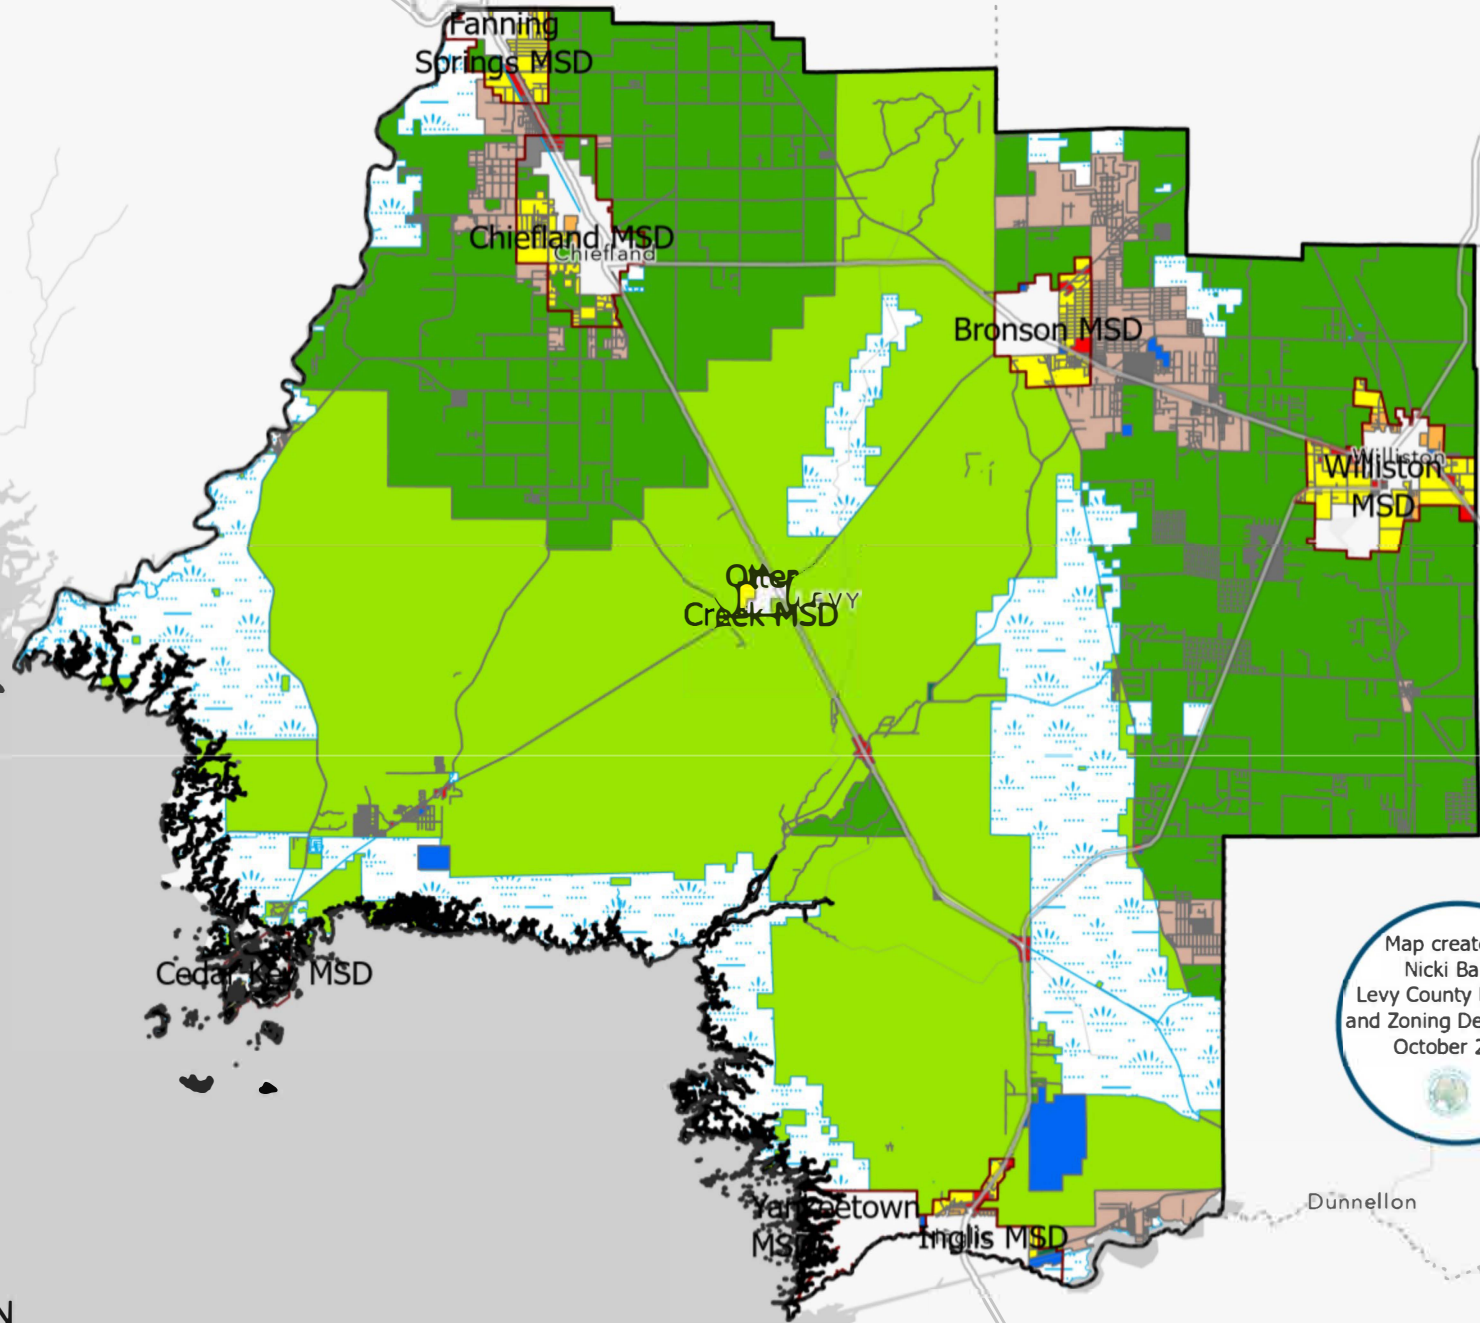 Fanning
Springs MSD
Chiefland MSD
Chiefland
Bronson MSD
Williston
Williston
MSD
Otter
Creek MSD
LEVY
Cedar Key MSD
Map create
Nicki Ba
Levy County
and Zoning De
October 2
Dunnellon
Yankeetown
MSD
Inglis MSD
N